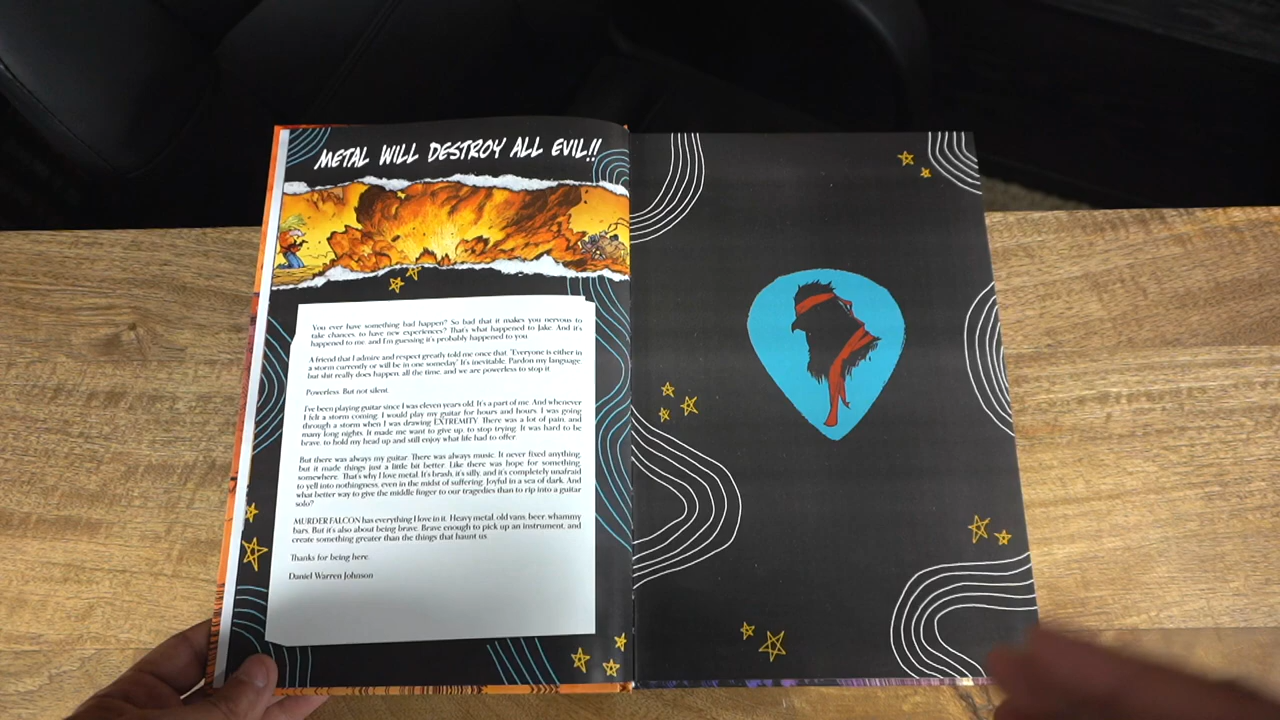 METAL WILL DESTROY ALL EVIL!!
You ever have something bad happen? So bad that it makes you nervous to
take chances, to have new experiences? That's what happened to Jake. And it's
happened to me, and I'm guessing it's probably happened to you.
A friend that I admire and respect greatly told me once that "Everyone is either in
a storm currently or will be in one someday." It's inevitable. Pardon my language,
but shit really does happen, all the time, and we are powerless to stop it.
Powerless. But not silent.
I've been playing guitar since I was eleven years old. It's a part of me. And whenever
I felt a storm coming, I would play my guitar for hours and hours. I was going
through a storm when I was drawing EXTREMITY. There was a lot of pain, and
many long nights. It made me want to give up, to stop trying. It was hard to be
brave, to hold my head up and still enjoy what life had to offer.
But there was always my guitar. There was always music. It never fixed anything,
but it made things just a little bit better. Like there was hope for something,
somewhere. That's why I love metal. It's brash, it's silly, and it's completely unafraid
to yell into nothingness, even in the midst of suffering. Joyful in a sea of dark. And
what better way to give the middle finger to our tragedies than to rip into a guitar
solo?
MURDER FALCON has everything I love in it. Heavy metal, old vans, beer, whammy
bars. But it's also about being brave. Brave enough to pick up an instrument, and
create something greater than the things that haunt us.
Thanks for being here.
Daniel Warren Johnson